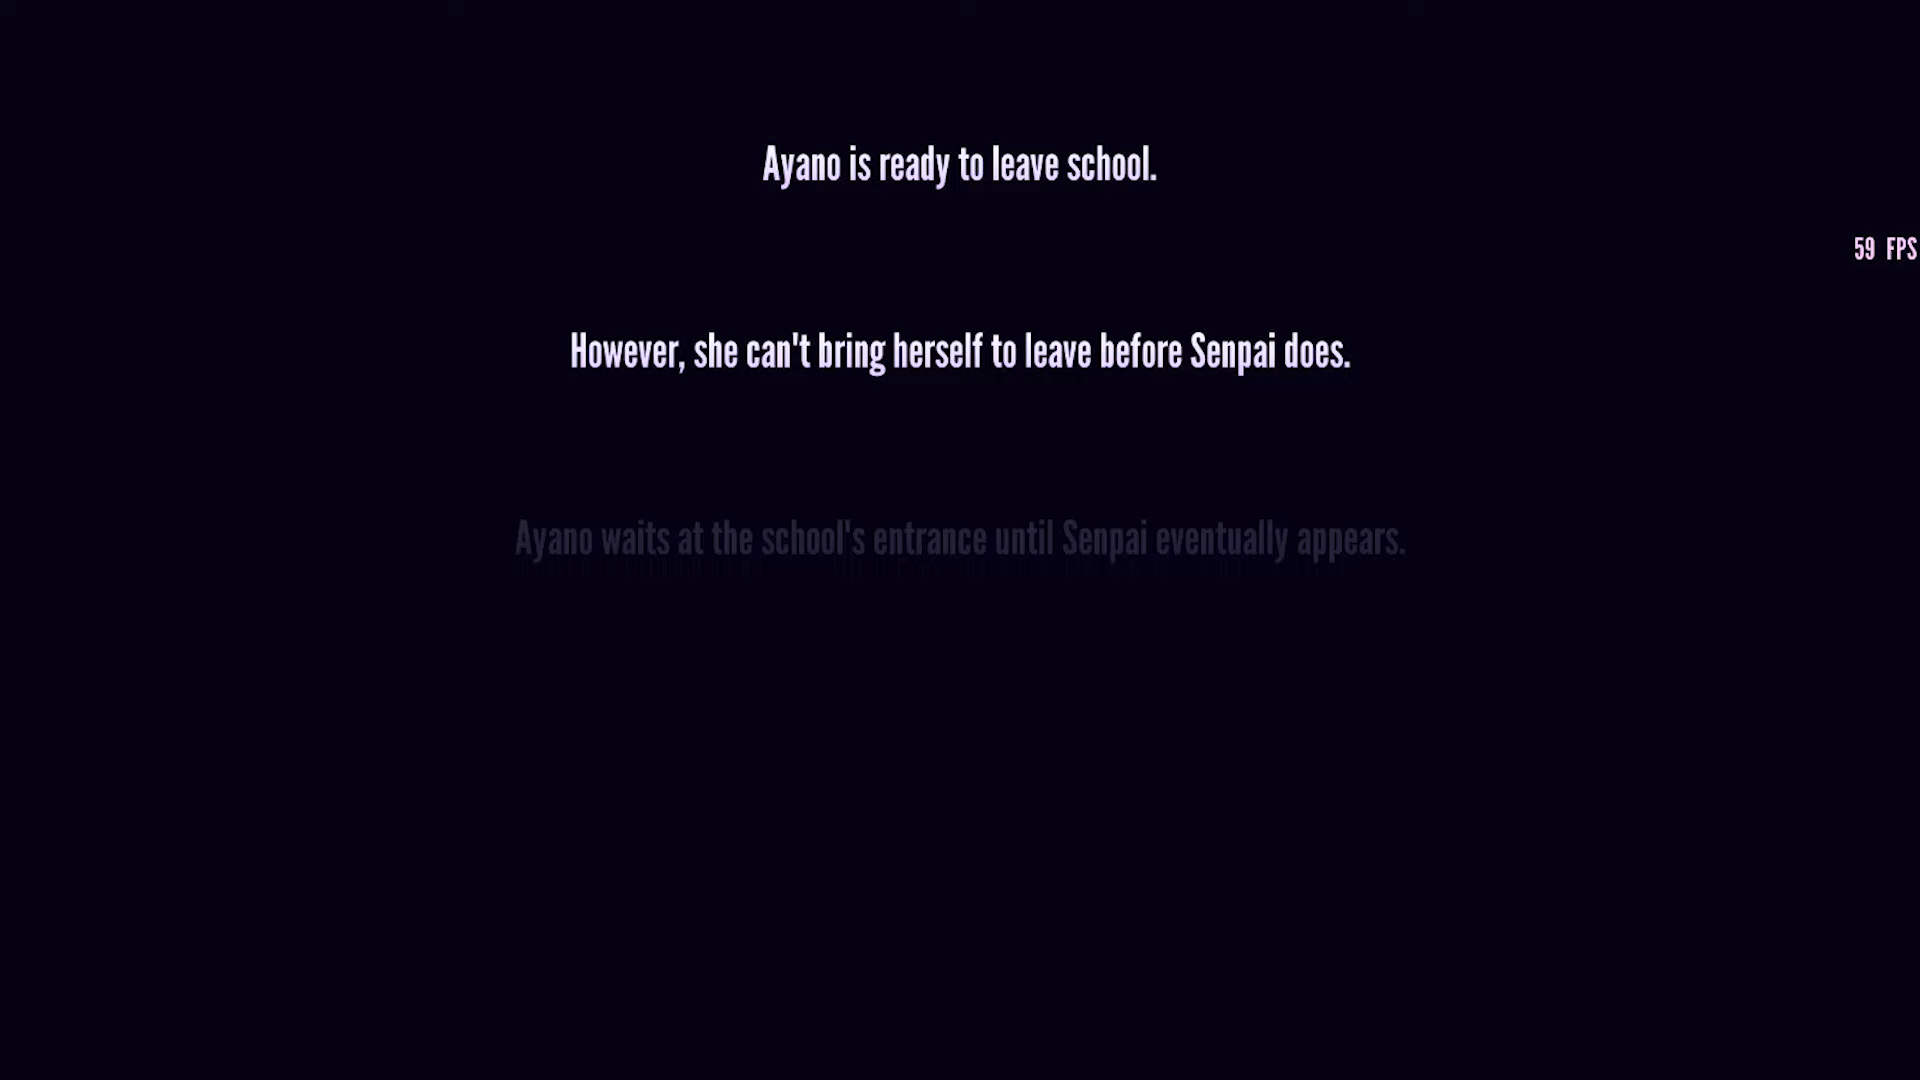 Ayano is ready to leave school.
59 FPS
However, she can't bring herself to leave before Senpai does.
Ayano waits at the school's entrance until Senpai eventually appears.